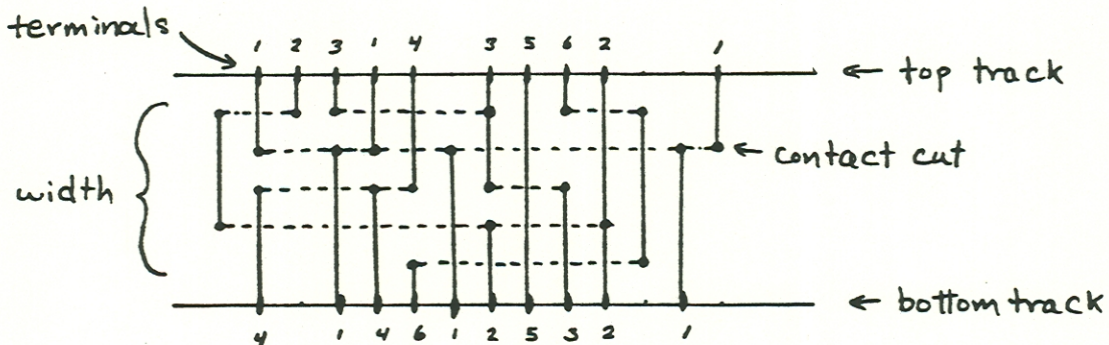 terminals
1 2 3 1 4 3 5 6 2 1
← top track
← contact cut
width
← bottom track
4 1 4 6 1 2 5 3 2 1